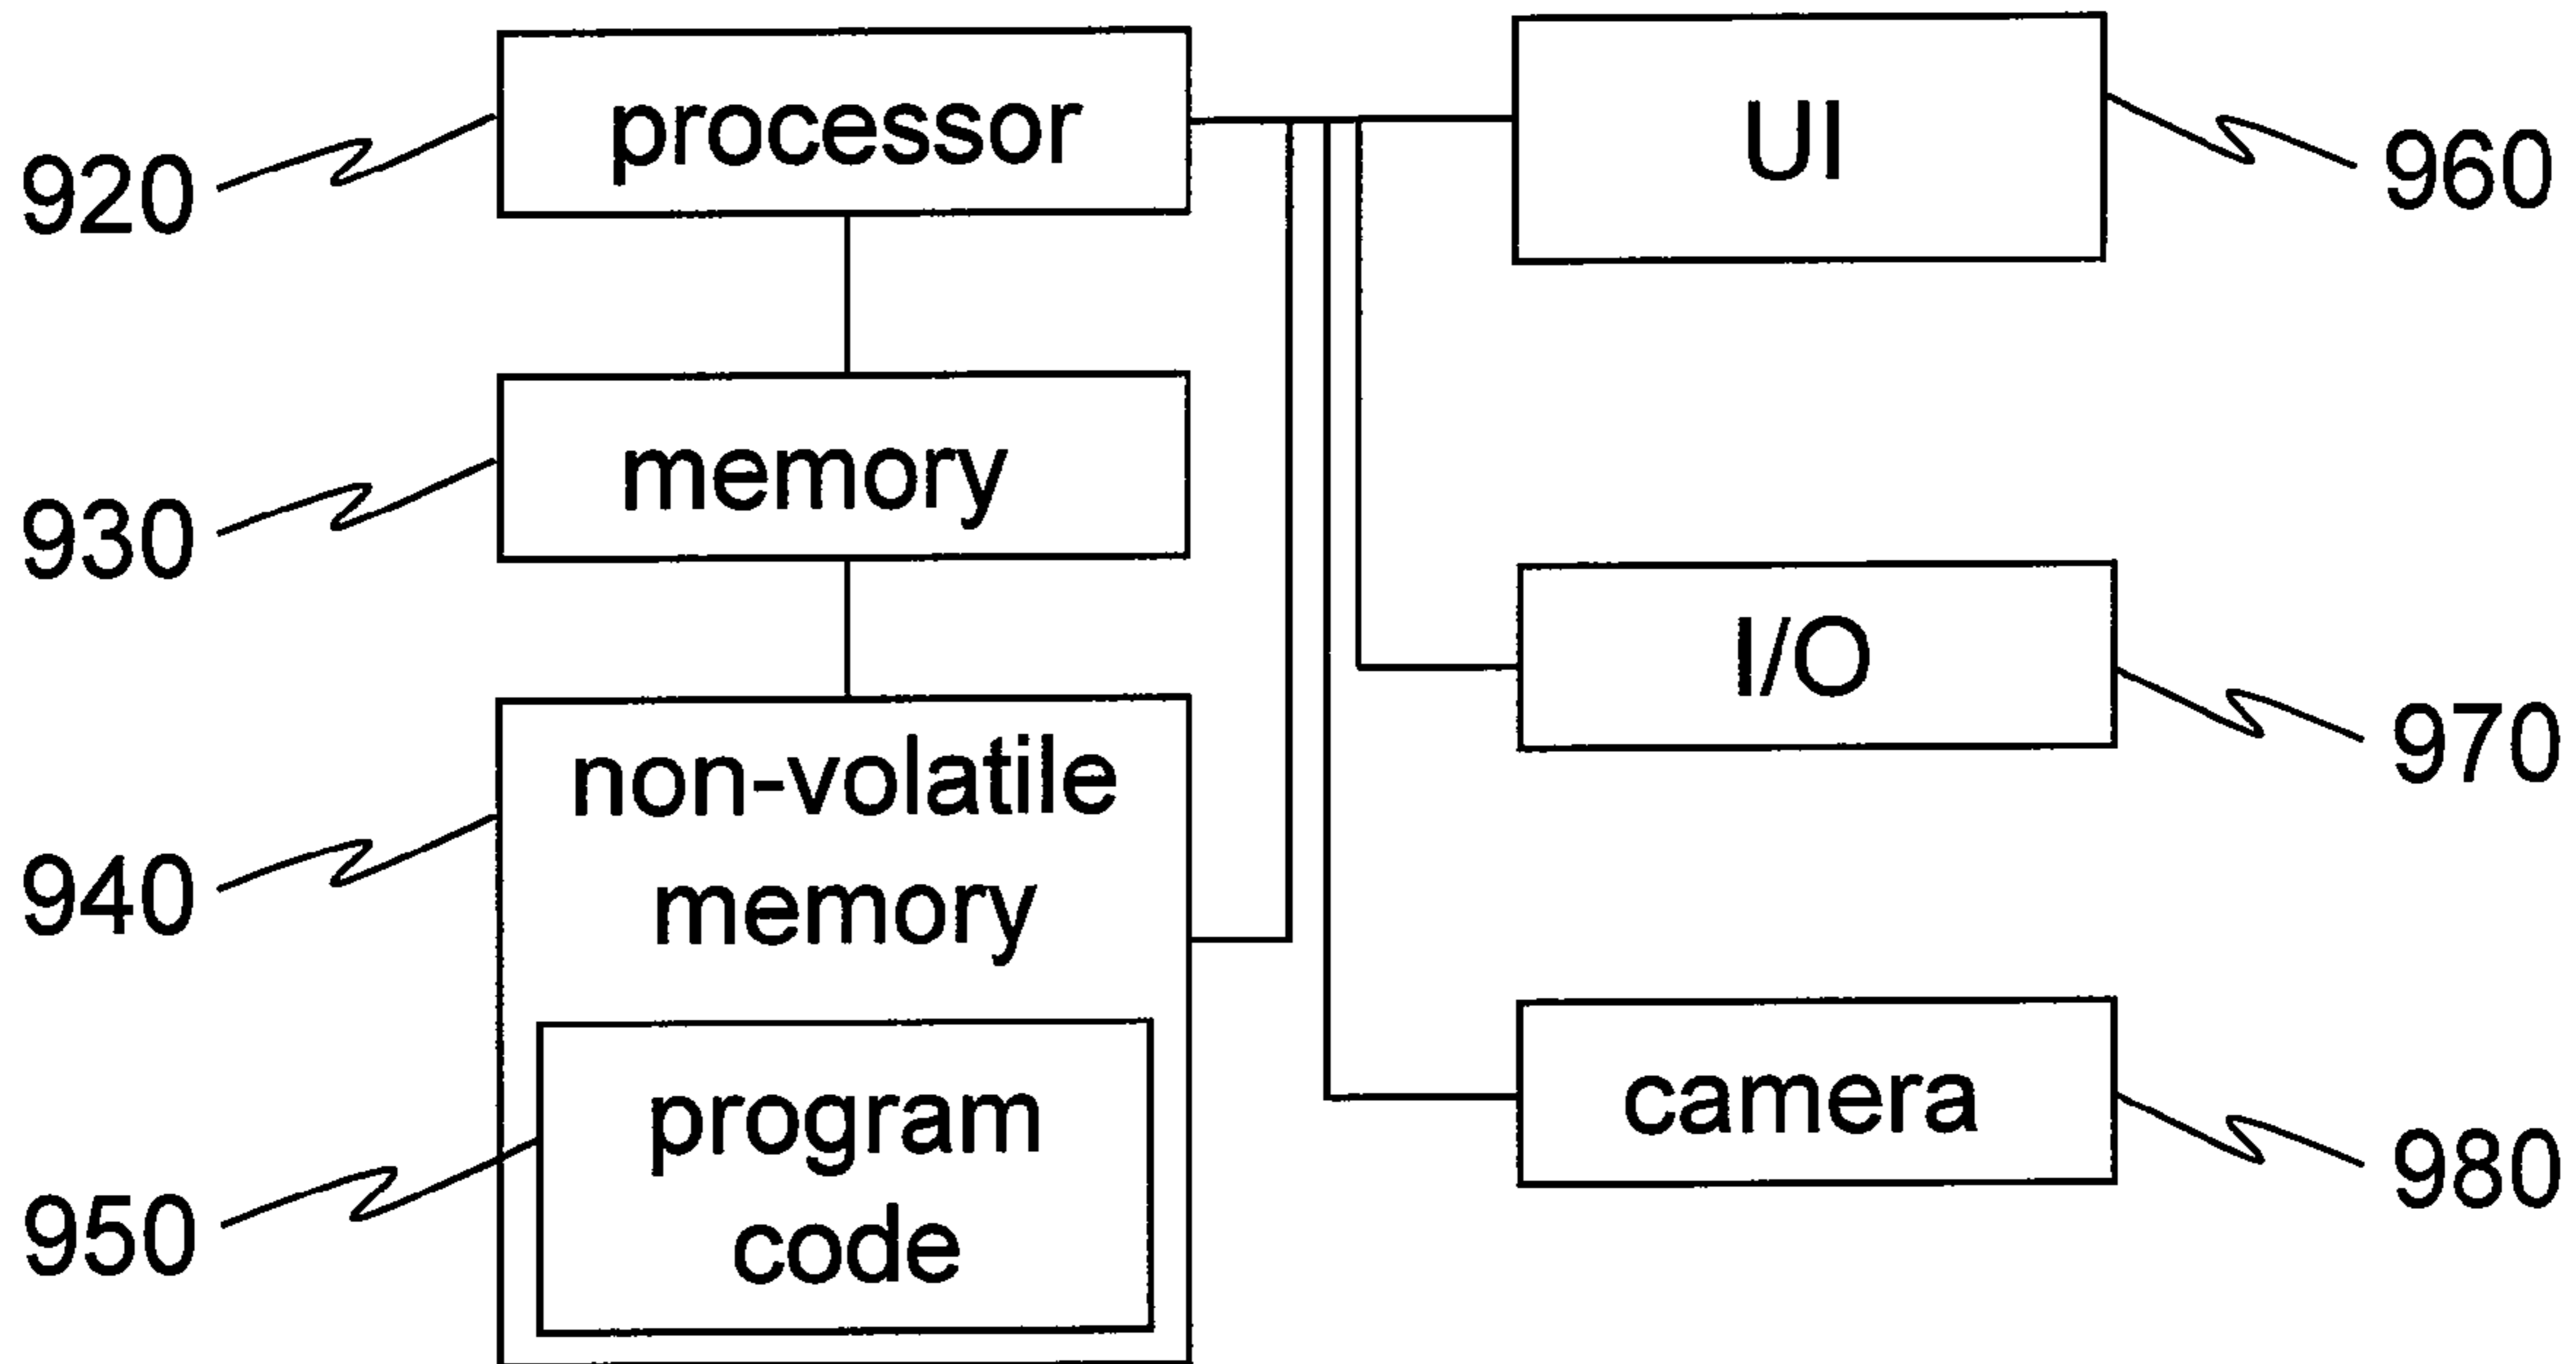 processor
UI
920
960
memory
930
I/O
970
non-volatile
memory
940
camera
980
program
code
950